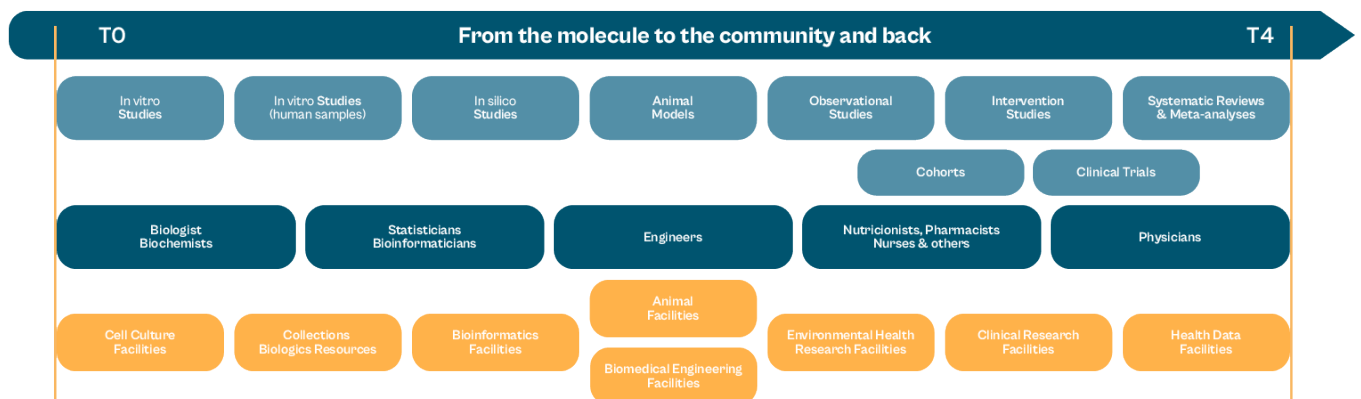 T0
From the molecule to the community and back
T4
In vitro
Studies
In vitro Studies
(human samples)
In silico
Studies
Animal
Models
Observational
Studies
Intervention
Studies
Systematic Reviews
& Meta-analyses
Cohorts
Clinical Trials
Biologist
Biochemists
Statisticians
Bioinformaticians
Engineers
Nutricionists, Pharmacists
Nurses & others
Physicians
Animal
Facilities
Cell Culture
Facilities
Collections
Biologics Resources
Bioinformatics
Facilities
Environmental Health
Research Facilities
Clinical Research
Facilities
Health Data
Facilities
Biomedical Engineering
Facilities